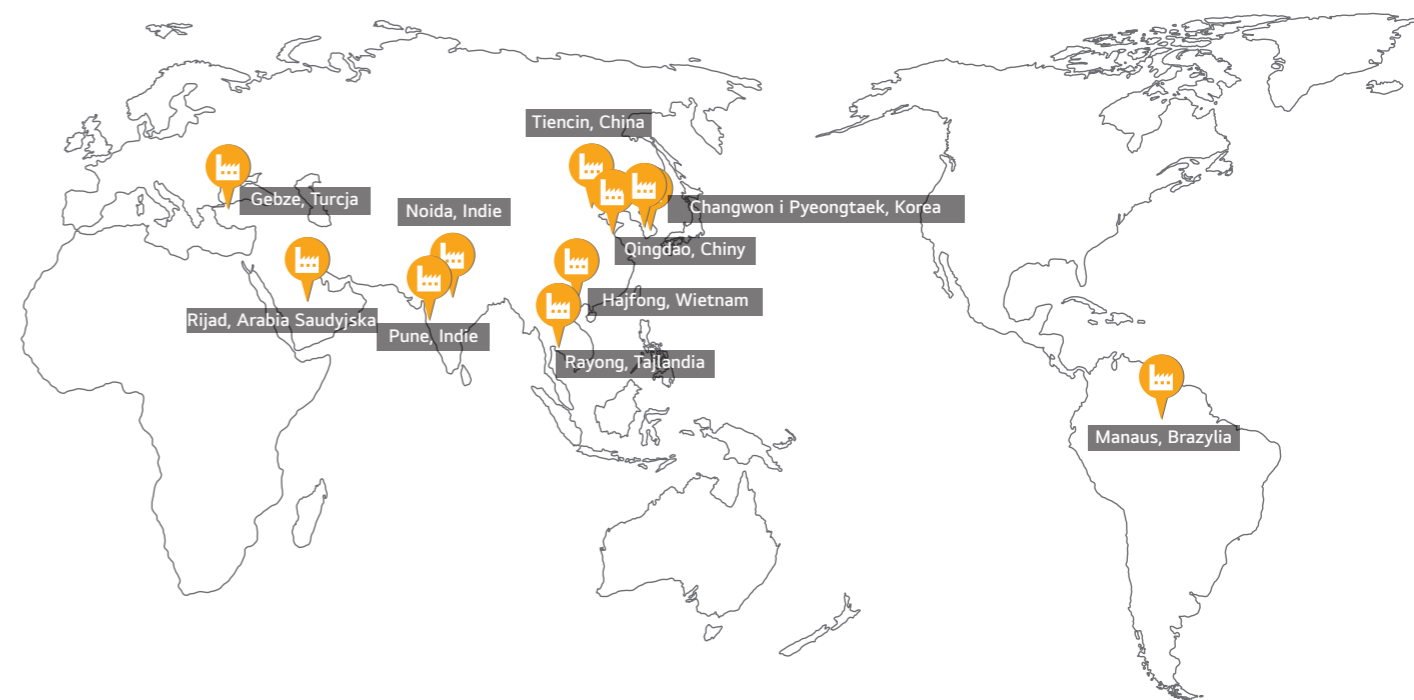 Tiencin, China
Gebze, Turcja
Noida, Indie
Changwon i Pyeongtaek, Korea
Qingdao, Chiny
Hajfong, Wietnam
Rijad, Arabia Saudyjska
Pune, Indie
Rayong, Tajlandia
Manaus, Brazylia